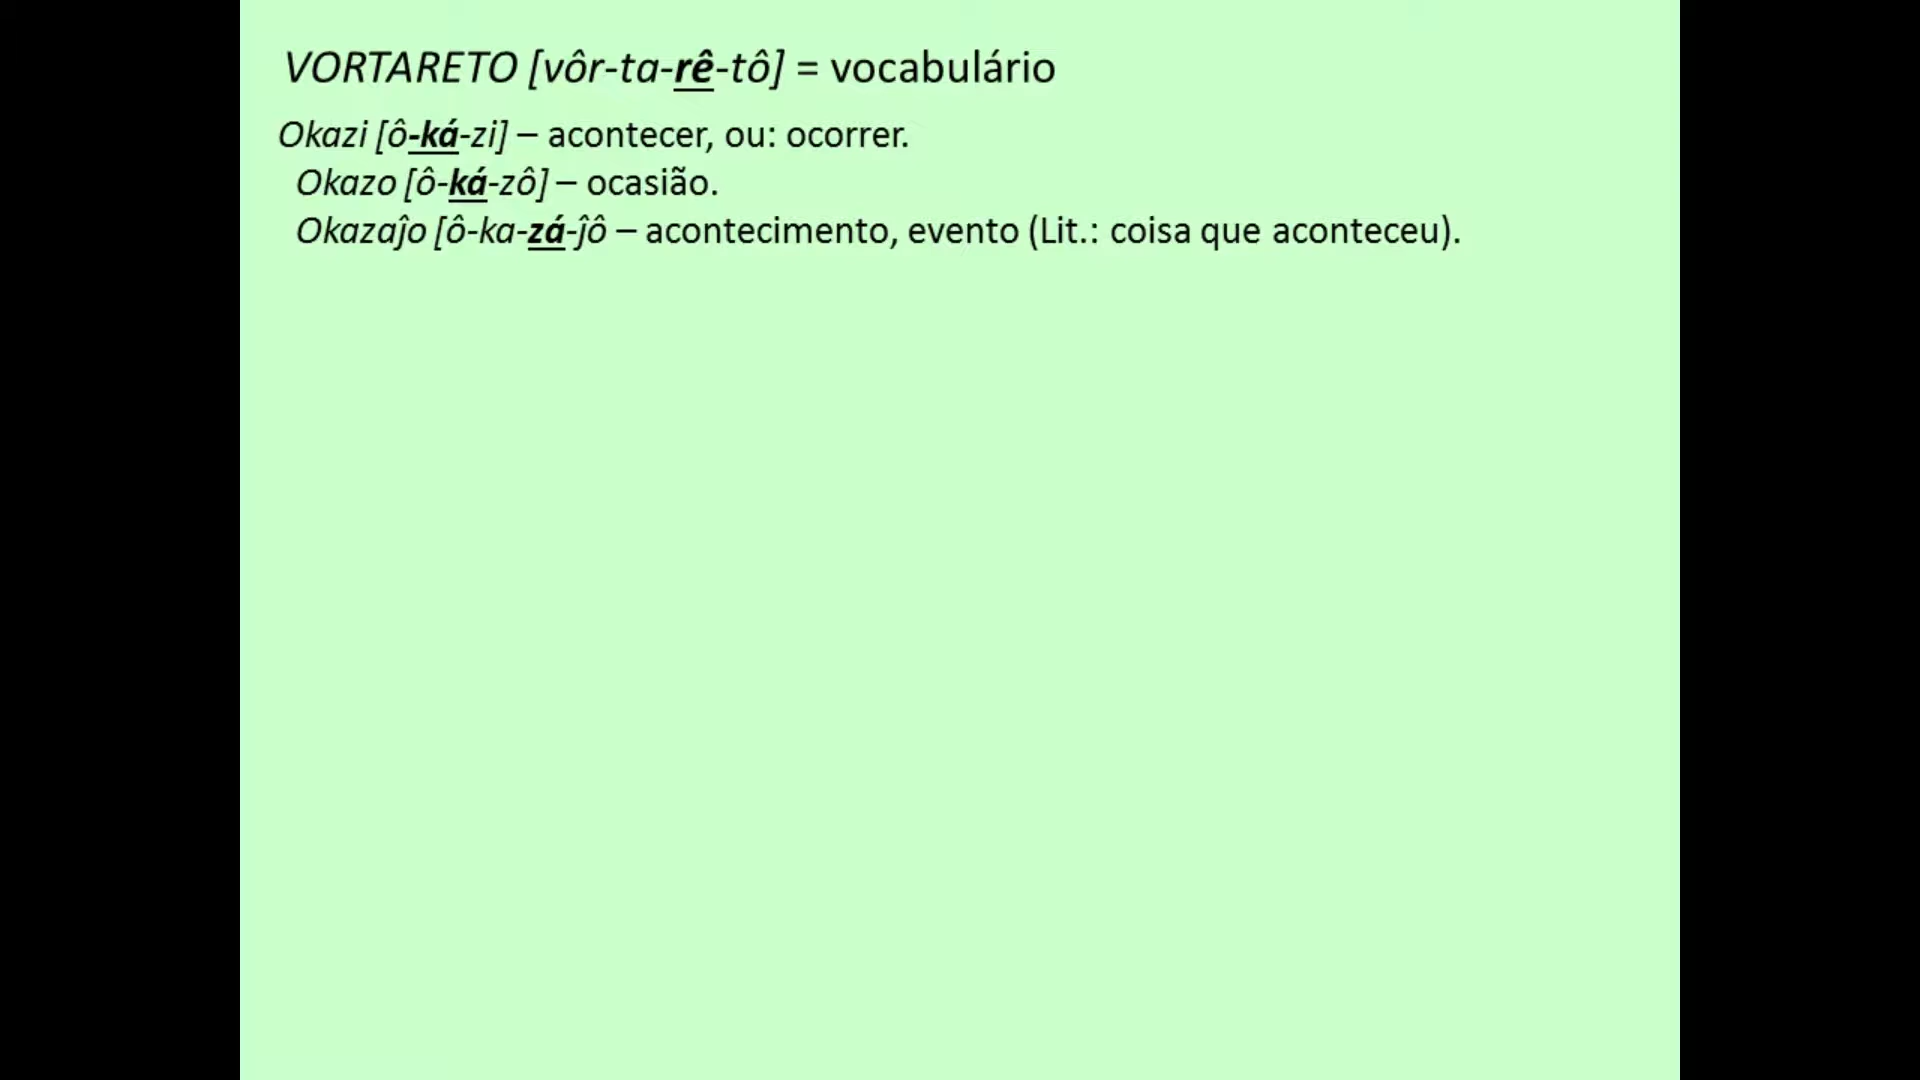 VORTARETO [vôr-ta-rê-tô] = vocabulário
Okazi [ô-ká-zi] – acontecer, ou: ocorrer.
Okazo [ô-ká-zô] – ocasião.
Okazaĵo [ô-ka-zá-ĵô – acontecimento, evento (Lit.: coisa que aconteceu).